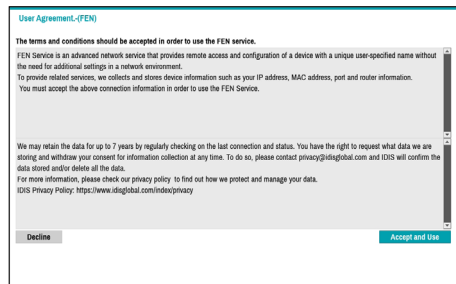 User Agreement.-(FEN)
The terms and conditions should be accepted in order to use the FEN service.
FEN Service is an advanced network service that provides remote access and configuration of a device with a unique user-specified name without
the need for additional settings in a network environment.
To provide related services, we collects and stores device information such as your IP address, MAC address, port and router information.
You must accept the above connection information in order to use the FEN Service.
We may retain the data for up to 7 years by regularly checking on the last connection and status. You have the right to request what data we are
storing and withdraw your consent for information collection at any time. To do so, please contact privacy@idisglobal.com and IDIS will confirm the
data stored and/or delete all the data.
For more information, please check our privacy policy to find out how we protect and manage your data.
IDIS Privacy Policy: https://www.idisglobal.com/index/privacy
Decline
Accept and Use